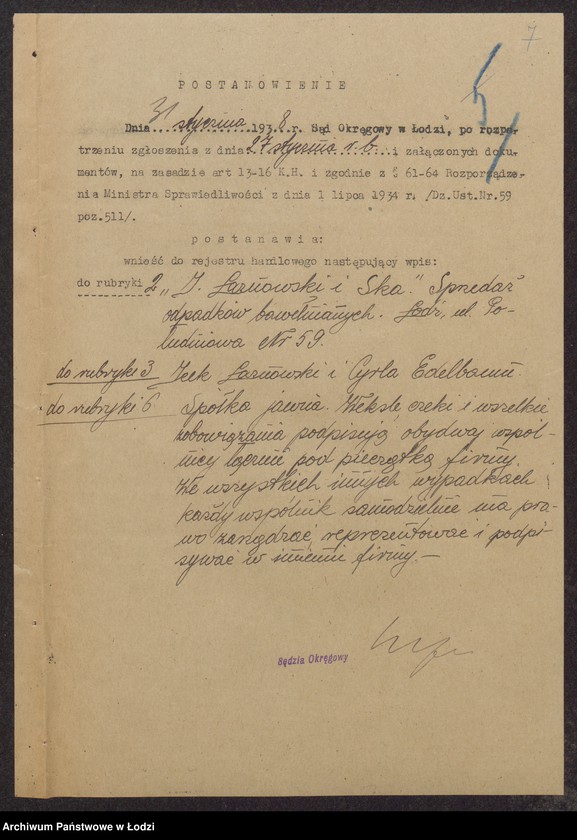 7
POSTANOWIENIE
Dnia 31 stycznia 1938 r. Sąd Okręgowy w Łodzi, po rozpa-
trzeniu zgłoszenia z dnia 27 stycznia r.b. i załączonych doku-
mentów, na zasadzie art 13-16 K.H. i zgodnie z § 61-64 Rozporządze-
nia Ministra Sprawiedliwości z dnia 1 lipca 1934 r. /Dz.Ust.Nr.59
poz.511/.
postanawia:
wnieść do rejestru handlowego następujący wpis:
do rubryki 2 „J. Łaznowski i Ska." Sprzedaż
odpadków bawełnianych. Łódź, ul. Po-
łudniowa Nr 59.
do rubryki 3 Icek Łaznowski i Cyrla Edelbaum.
do rubryki 6 Spółka jawna. Weksle czeki i wszelkie
zobowiązania podpisują obydwaj wspól-
nicy łącznie pod pieczątką firmy.
We wszystkich innych wypadkach
każdy wspólnik samodzielnie ma pra-
wo zarządzać, reprezentować i podpi-
sywać w imieniu firmy.—
Sędzia Okręgowy
Archiwum Państwowe w Łodzi